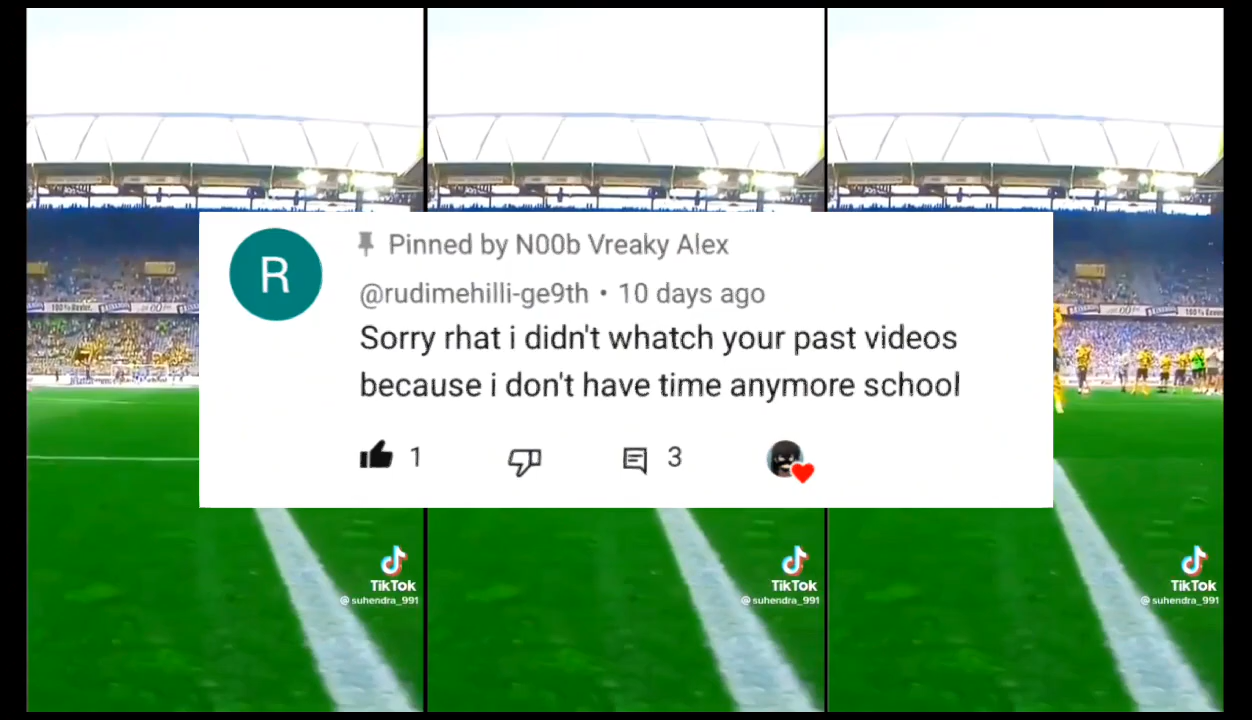 Pinned by N00b Vreaky Alex
@rudimehilli-ge9th • 10 days ago
Sorry rhat i didn't whatch your past videos
because i don't have time anymore school
1
3
R
TikTok
@suhendra_991
TikTok
@suhendra_991
TikTok
@suhendra_991